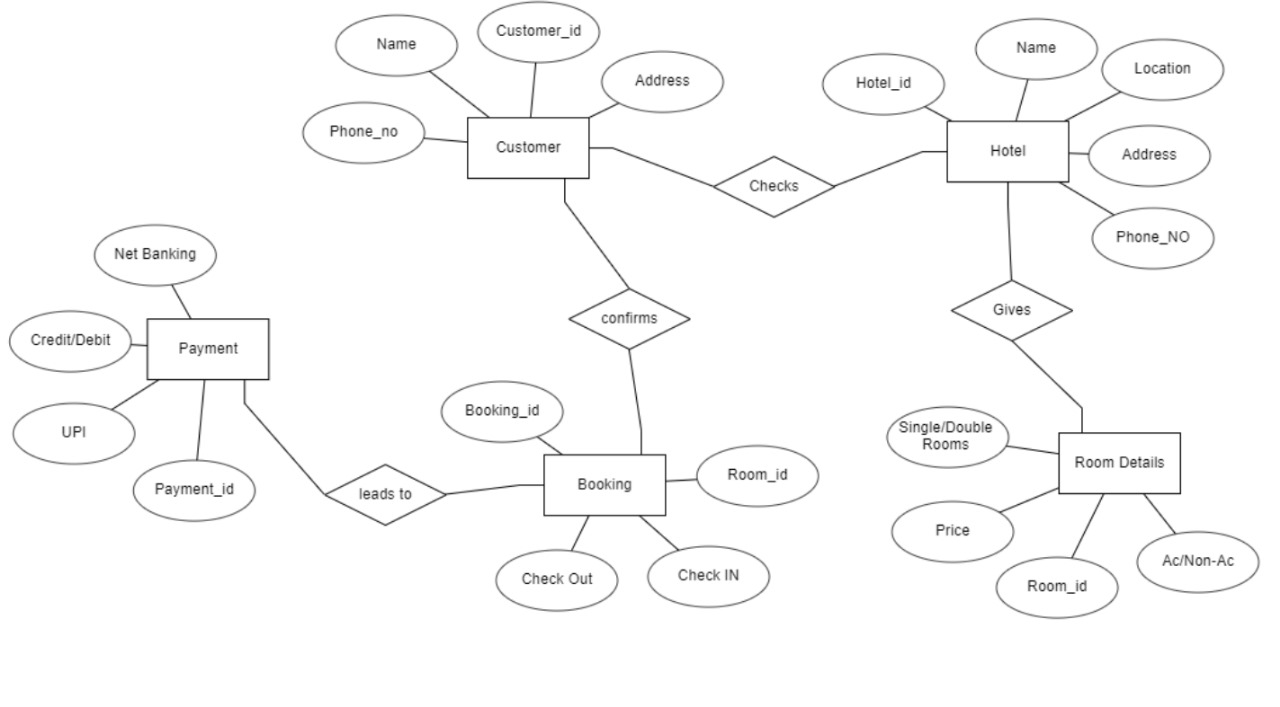 Customer_id
Name
Name
Location
Address
Hotel_id
Phone_no
Customer
Hotel
Address
Checks
Phone_NO
Net Banking
Gives
confirms
Credit/Debit
Payment
Booking_id
Single/Double
Rooms
UPI
Room Details
Room_id
Booking
Payment_id
leads to
Price
Ac/Non-Ac
Check IN
Check Out
Room_id